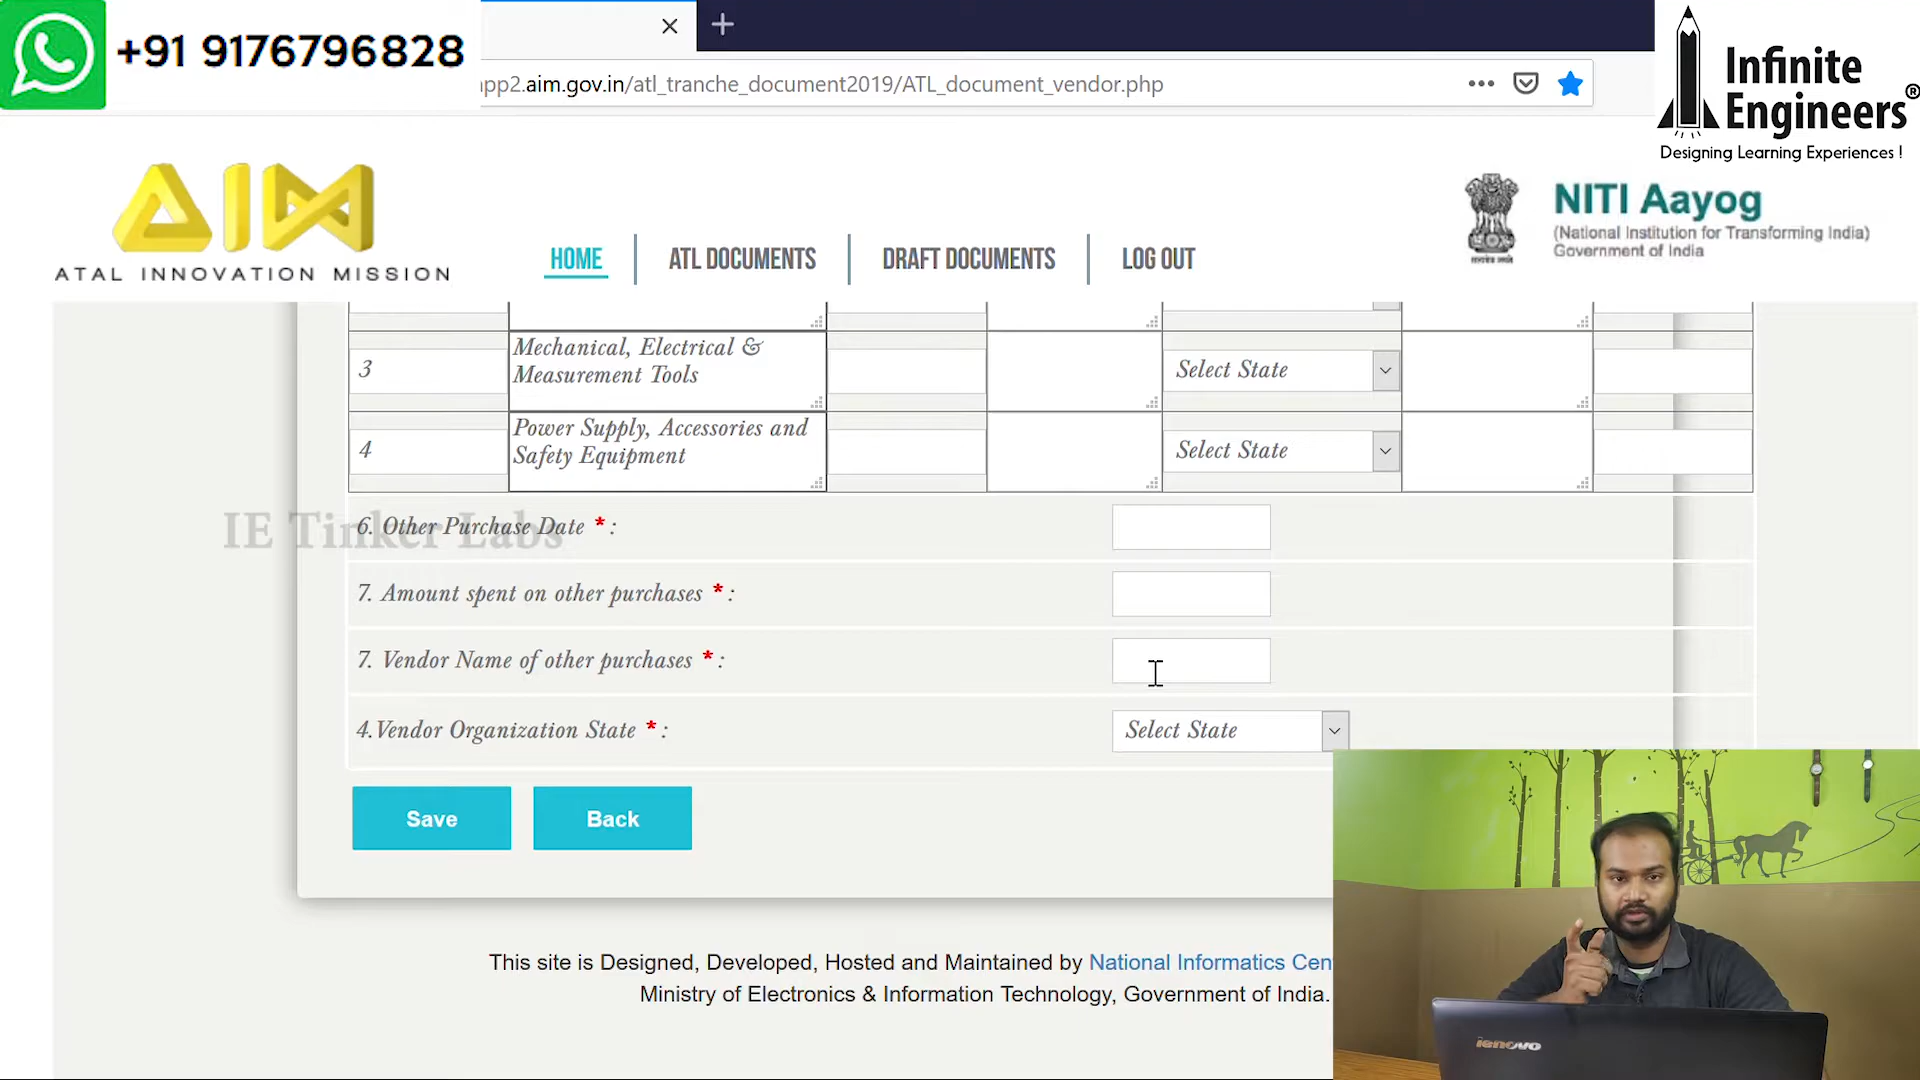 +91 9176796828
app2.aim.gov.in/atl_tranche_document2019/ATL_document_vendor.php
Infinite
Engineers®
Designing Learning Experiences !
ATAL INNOVATION MISSION
HOME
ATL DOCUMENTS
DRAFT DOCUMENTS
LOG OUT
NITI Aayog
(National Institution for Transforming India)
Government of India
3
Mechanical, Electrical &
Measurement Tools
Select State
4
Power Supply, Accessories and
Safety Equipment
Select State
IE Tinker Labs
6. Other Purchase Date * :
7. Amount spent on other purchases * :
7. Vendor Name of other purchases * :
4.Vendor Organization State * :
Select State
Save
Back
This site is Designed, Developed, Hosted and Maintained by National Informatics Cen
Ministry of Electronics & Information Technology, Government of India.
lenovo